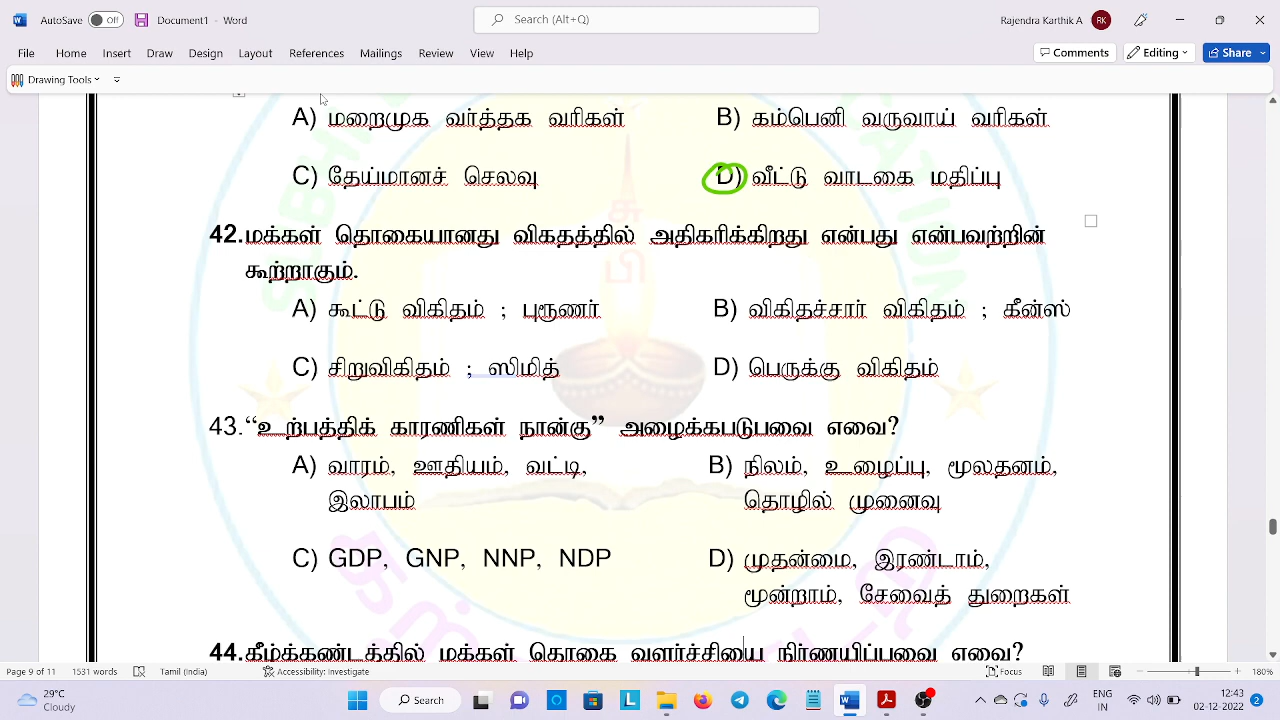 AutoSave Off Document1 - Word Search (Alt+Q) Rajendra Karthik A RK
File Home Insert Draw Design Layout References Mailings Review View Help Comments Editing Share
Drawing Tools
A) மறைமுக வர்த்தக வரிகள் B) கம்பெனி வருவாய் வரிகள்
C) தேய்மானச் செலவு D) வீட்டு வாடகை மதிப்பு
42. மக்கள் தொகையானது விகதத்தில் அதிகரிக்கிறது என்பது என்பவற்றின்
கூற்றாகும்.
A) கூட்டு விகிதம் ; புருணர் B) விகிதச்சார் விகிதம் ; கீன்ஸ்
C) சிறுவிகிதம் ; ஸிமித் D) பெருக்கு விகிதம்
43. “உற்பத்திக் காரணிகள் நான்கு” அழைக்கபடுபவை எவை?
A) வாரம், ஊதியம், வட்டி, B) நிலம், உழைப்பு, மூலதனம்,
இலாபம் தொழில் முனைவு
C) GDP, GNP, NNP, NDP D) முதன்மை, இரண்டாம்,
மூன்றாம், சேவைத் துறைகள்
44. கீழ்க்கண்டத்தில் மக்கள் தொகை வளர்ச்சியை நிர்ணயிப்பவை எவை?
Page 9 of 11 1531 words Tamil (India) Accessibility: Investigate Focus 180%
29°C
Cloudy
Search
ENG
IN
12:43
02-12-2022
2